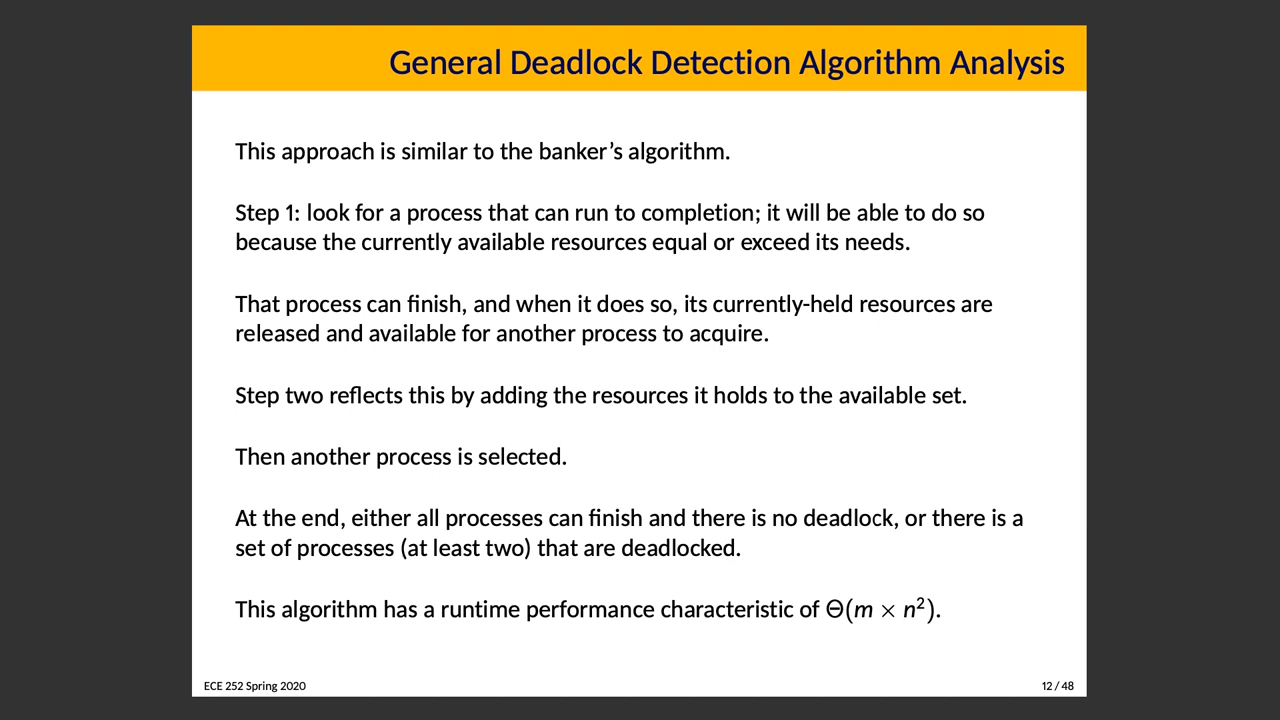 General Deadlock Detection Algorithm Analysis
This approach is similar to the banker’s algorithm.
Step 1: look for a process that can run to completion; it will be able to do so
because the currently available resources equal or exceed its needs.
That process can finish, and when it does so, its currently-held resources are
released and available for another process to acquire.
Step two reflects this by adding the resources it holds to the available set.
Then another process is selected.
At the end, either all processes can finish and there is no deadlock, or there is a
set of processes (at least two) that are deadlocked.
This algorithm has a runtime performance characteristic of Θ(m × n²).
ECE 252 Spring 2020
12 / 48